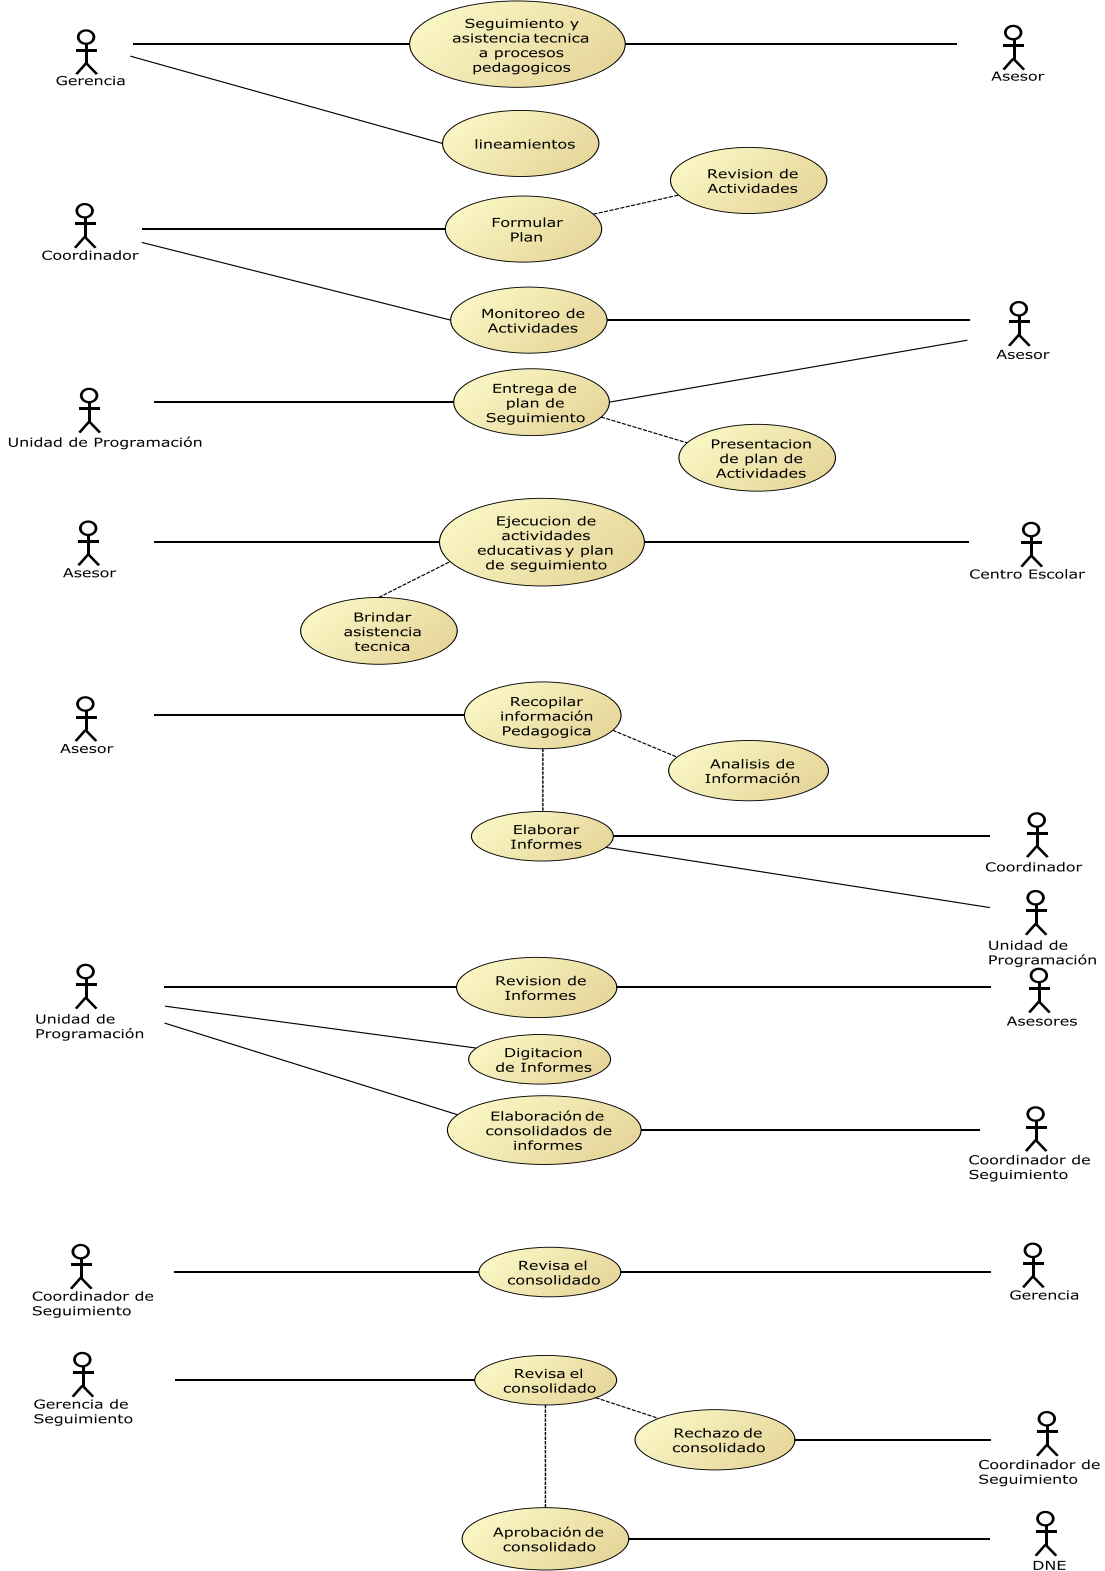 Seguimiento y
asistencia tecnica
a procesos
pedagogicos
Gerencia
Asesor
lineamientos
Revision de
Actividades
Formular
Plan
Coordinador
Monitoreo de
Actividades
Asesor
Entrega de
plan de
Seguimiento
Unidad de Programación
Presentacion
de plan de
Actividades
Ejecucion de
actividades
educativas y plan
de seguimiento
Asesor
Centro Escolar
Brindar
asistencia
tecnica
Recopilar
información
Pedagogica
Asesor
Analisis de
Información
Elaborar
Informes
Coordinador
Unidad de
Programación
Revision de
Informes
Unidad de
Programación
Asesores
Digitacion
de Informes
Elaboración de
consolidados de
informes
Coordinador de
Seguimiento
Revisa el
consolidado
Coordinador de
Seguimiento
Gerencia
Revisa el
consolidado
Gerencia de
Seguimiento
Rechazo de
consolidado
Coordinador de
Seguimiento
Aprobación de
consolidado
DNE